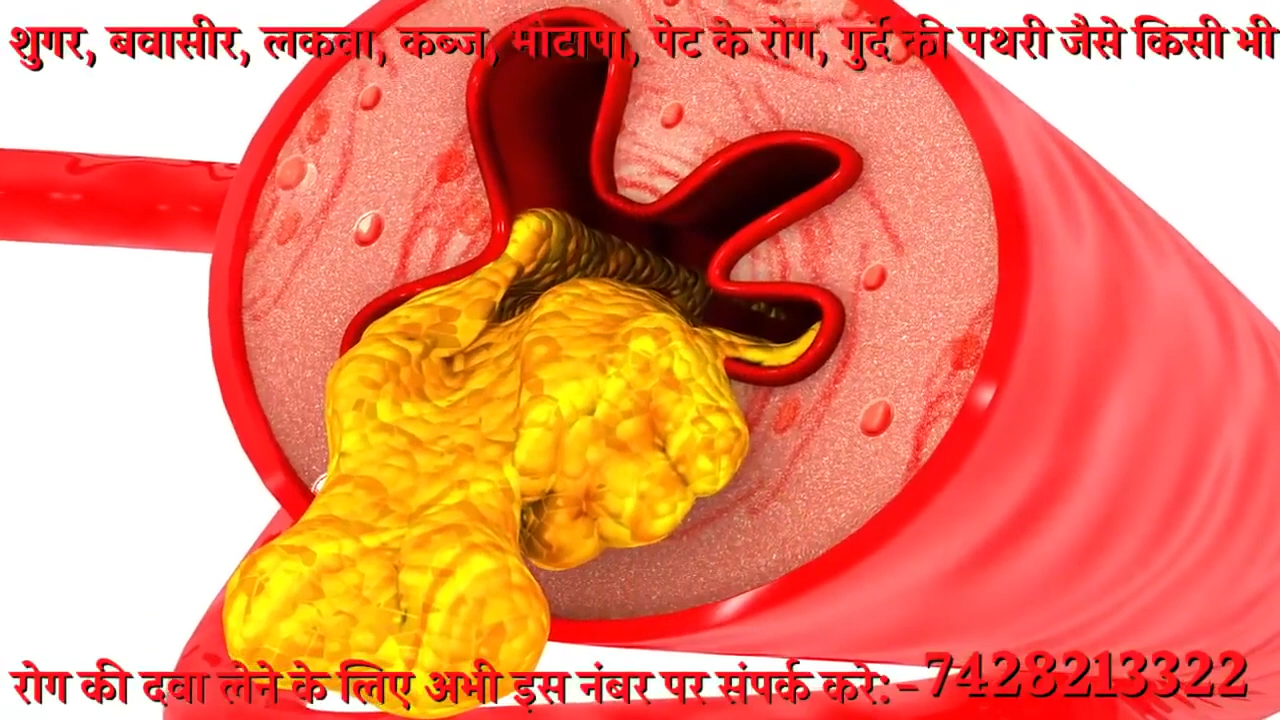 शुगर, बवासीर, लकवा, कब्ज, मोटापा, पेट के रोग, गुर्दे की पथरी जैसे किसी भी
रोग की दवा लेने के लिए अभी इस नंबर पर संपर्क करे:-7428213322